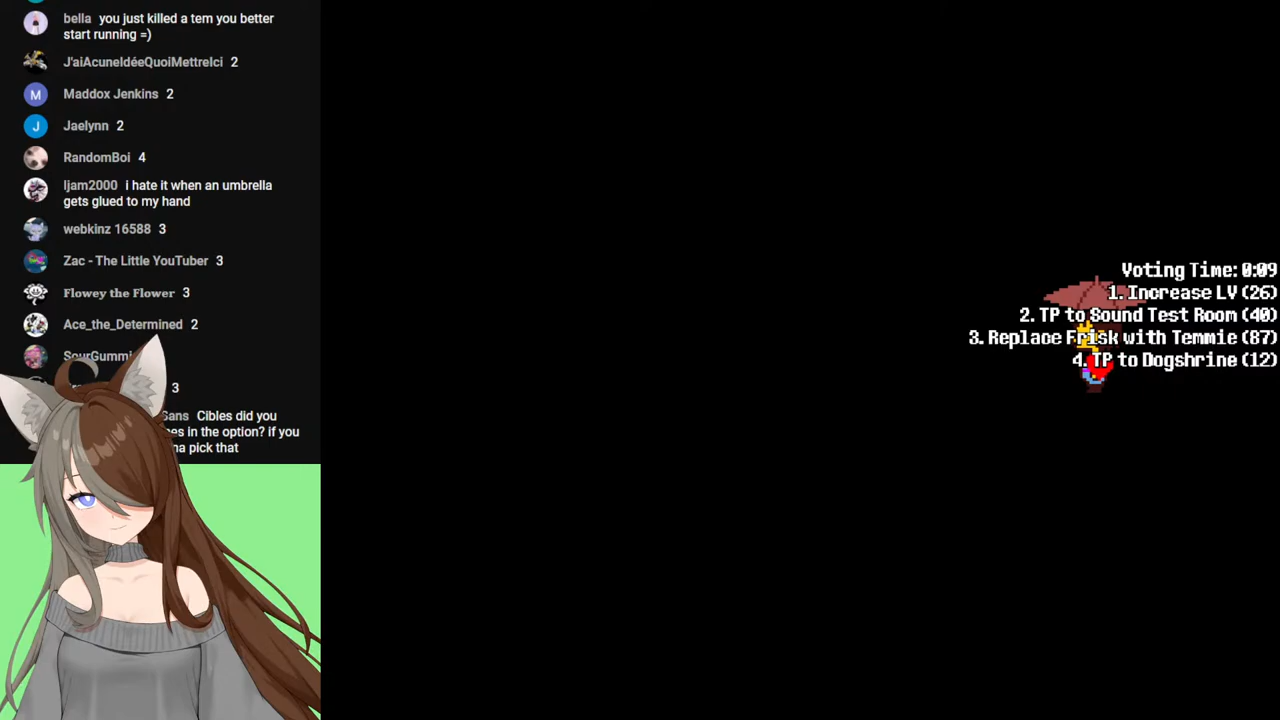 bella you just killed a tem you better
start running =)
J'aiAcuneIdéeQuoiMettreIci 2
Maddox Jenkins 2
Jaelynn 2
RandomBoi 4
ljam2000 i hate it when an umbrella
gets glued to my hand
webkinz 16588 3
Zac - The Little YouTuber 3
Flowey the Flower 3
Ace_the_Determined 2
3
Sans Cibles did you
in the option? if you
pick that
Voting Time: 0:09
1. Increase LV (26)
2. TP to Sound Test Room (40)
3. Replace Frisk with Temmie (87)
4. TP to Dogshrine (12)